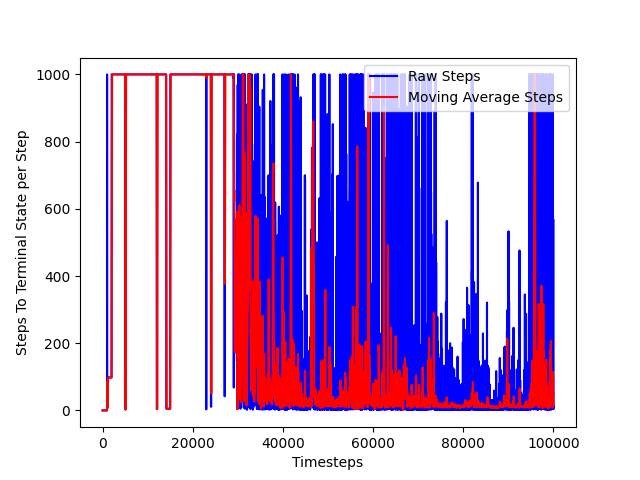 Raw Steps
Moving Average Steps
Steps To Terminal State per Step
1000
800
600
400
200
0
0 20000 40000 60000 80000 100000
Timesteps